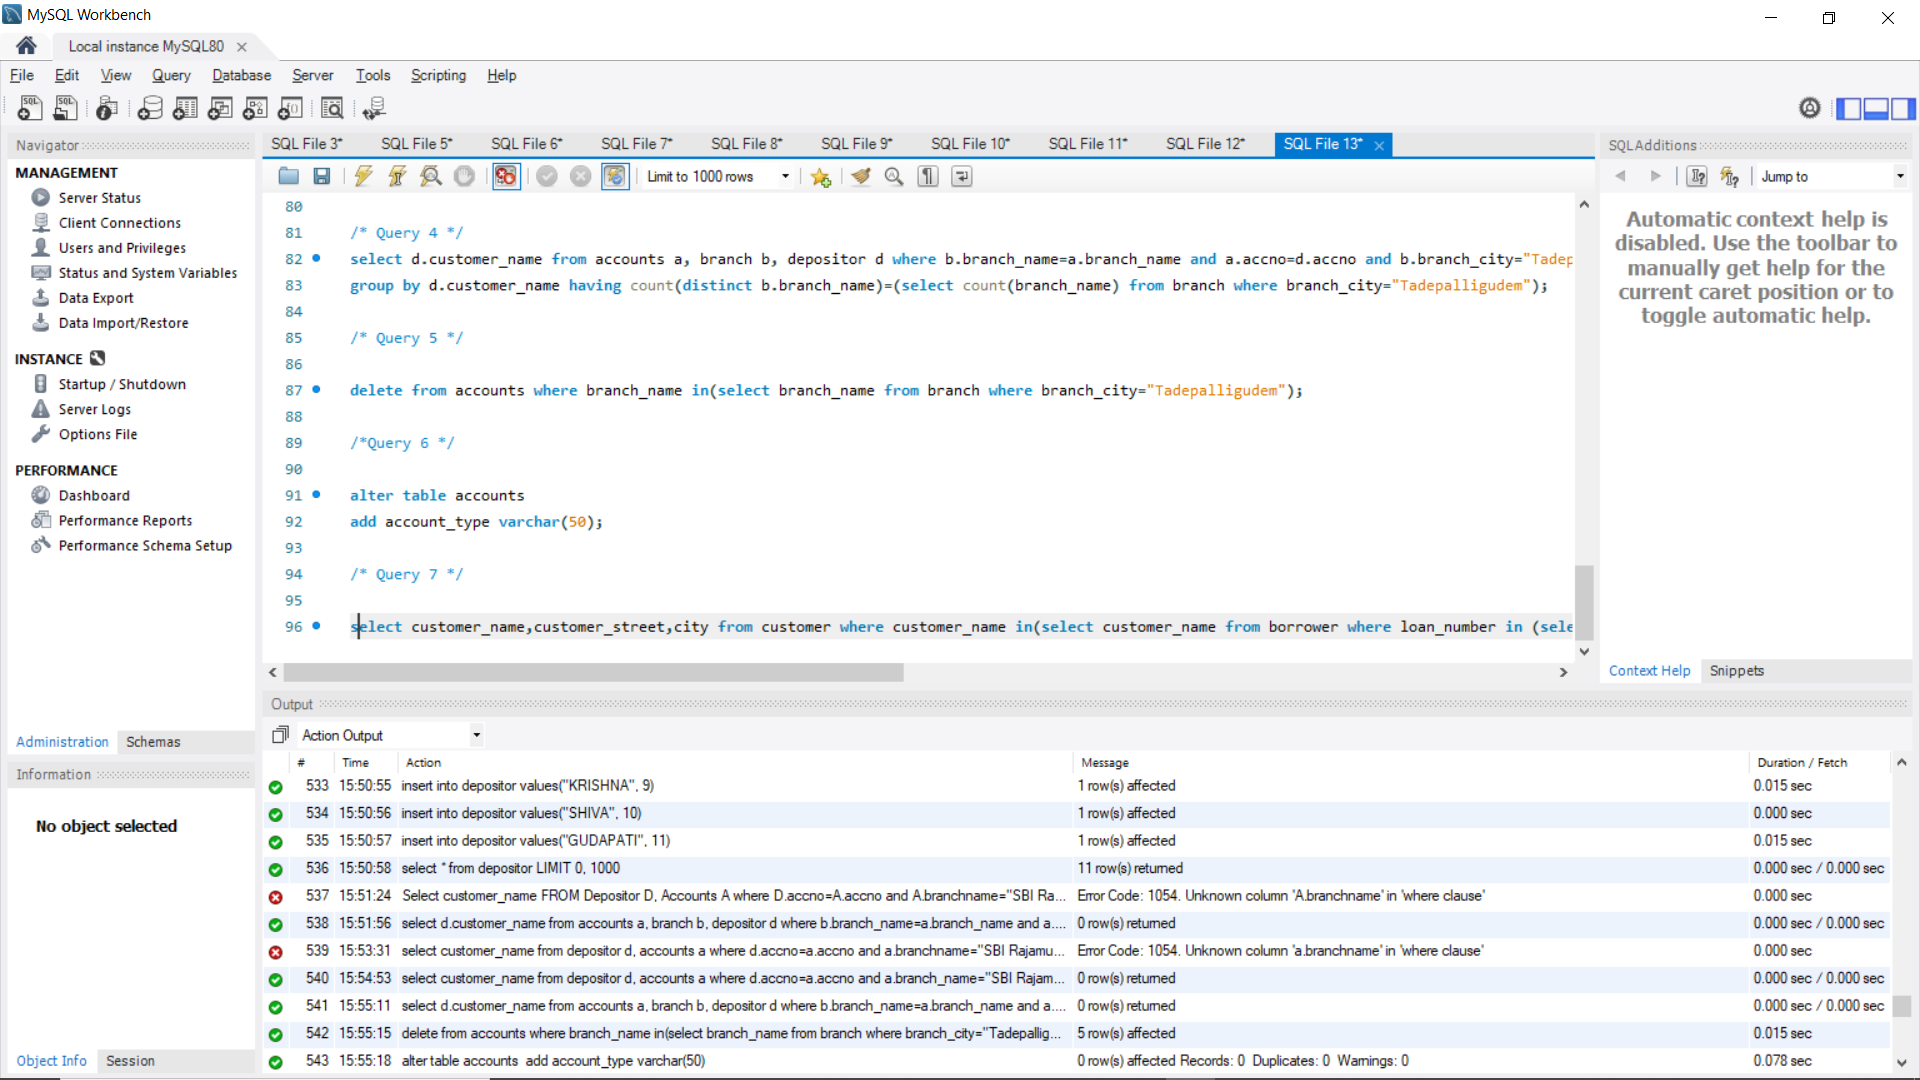 MySQL Workbench
Local instance MySQL80
File Edit View Query Database Server Tools Scripting Help
Navigator
MANAGEMENT
Server Status
Client Connections
Users and Privileges
Status and System Variables
Data Export
Data Import/Restore
INSTANCE
Startup / Shutdown
Server Logs
Options File
PERFORMANCE
Dashboard
Performance Reports
Performance Schema Setup
Administration Schemas
Information
No object selected
Object Info Session
SQL File 3* SQL File 5* SQL File 6* SQL File 7* SQL File 8* SQL File 9* SQL File 10* SQL File 11* SQL File 12* SQL File 13*
Limit to 1000 rows
80
81 /* Query 4 */
82 select d.customer_name from accounts a, branch b, depositor d where b.branch_name=a.branch_name and a.accno=d.accno and b.branch_city="Tadep
83 group by d.customer_name having count(distinct b.branch_name)=(select count(branch_name) from branch where branch_city="Tadepalligudem");
84
85 /* Query 5 */
86
87 delete from accounts where branch_name in(select branch_name from branch where branch_city="Tadepalligudem");
88
89 /*Query 6 */
90
91 alter table accounts
92 add account_type varchar(50);
93
94 /* Query 7 */
95
96 select customer_name,customer_street,city from customer where customer_name in(select customer_name from borrower where loan_number in (sele
SQLAdditions
Jump to
Automatic context help is
disabled. Use the toolbar to
manually get help for the
current caret position or to
toggle automatic help.
Context Help Snippets
Output
Action Output
# Time Action Message Duration / Fetch
533 15:50:55 insert into depositor values("KRISHNA", 9) 1 row(s) affected 0.015 sec
534 15:50:56 insert into depositor values("SHIVA", 10) 1 row(s) affected 0.000 sec
535 15:50:57 insert into depositor values("GUDAPATI", 11) 1 row(s) affected 0.015 sec
536 15:50:58 select * from depositor LIMIT 0, 1000 11 row(s) returned 0.000 sec / 0.000 sec
537 15:51:24 Select customer_name FROM Depositor D, Accounts A where D.accno=A.accno and A.branchname="SBI Ra... Error Code: 1054. Unknown column 'A.branchname' in 'where clause' 0.000 sec
538 15:51:56 select d.customer_name from accounts a, branch b, depositor d where b.branch_name=a.branch_name and a.... 0 row(s) returned 0.000 sec / 0.000 sec
539 15:53:31 select customer_name from depositor d, accounts a where d.accno=a.accno and a.branchname="SBI Rajamu... Error Code: 1054. Unknown column 'a.branchname' in 'where clause' 0.000 sec
540 15:54:53 select customer_name from depositor d, accounts a where d.accno=a.accno and a.branch_name="SBI Rajam... 0 row(s) returned 0.000 sec / 0.000 sec
541 15:55:11 select d.customer_name from accounts a, branch b, depositor d where b.branch_name=a.branch_name and a.... 0 row(s) returned 0.000 sec / 0.000 sec
542 15:55:15 delete from accounts where branch_name in(select branch_name from branch where branch_city="Tadepallig... 5 row(s) affected 0.015 sec
543 15:55:18 alter table accounts add account_type varchar(50) 0 row(s) affected Records: 0 Duplicates: 0 Warnings: 0 0.078 sec